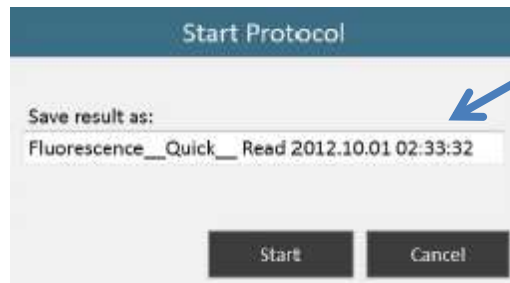 Start Protocol
Save result as:
Fluorescence__Quick__ Read 2012.10.01 02:33:32
Start Cancel